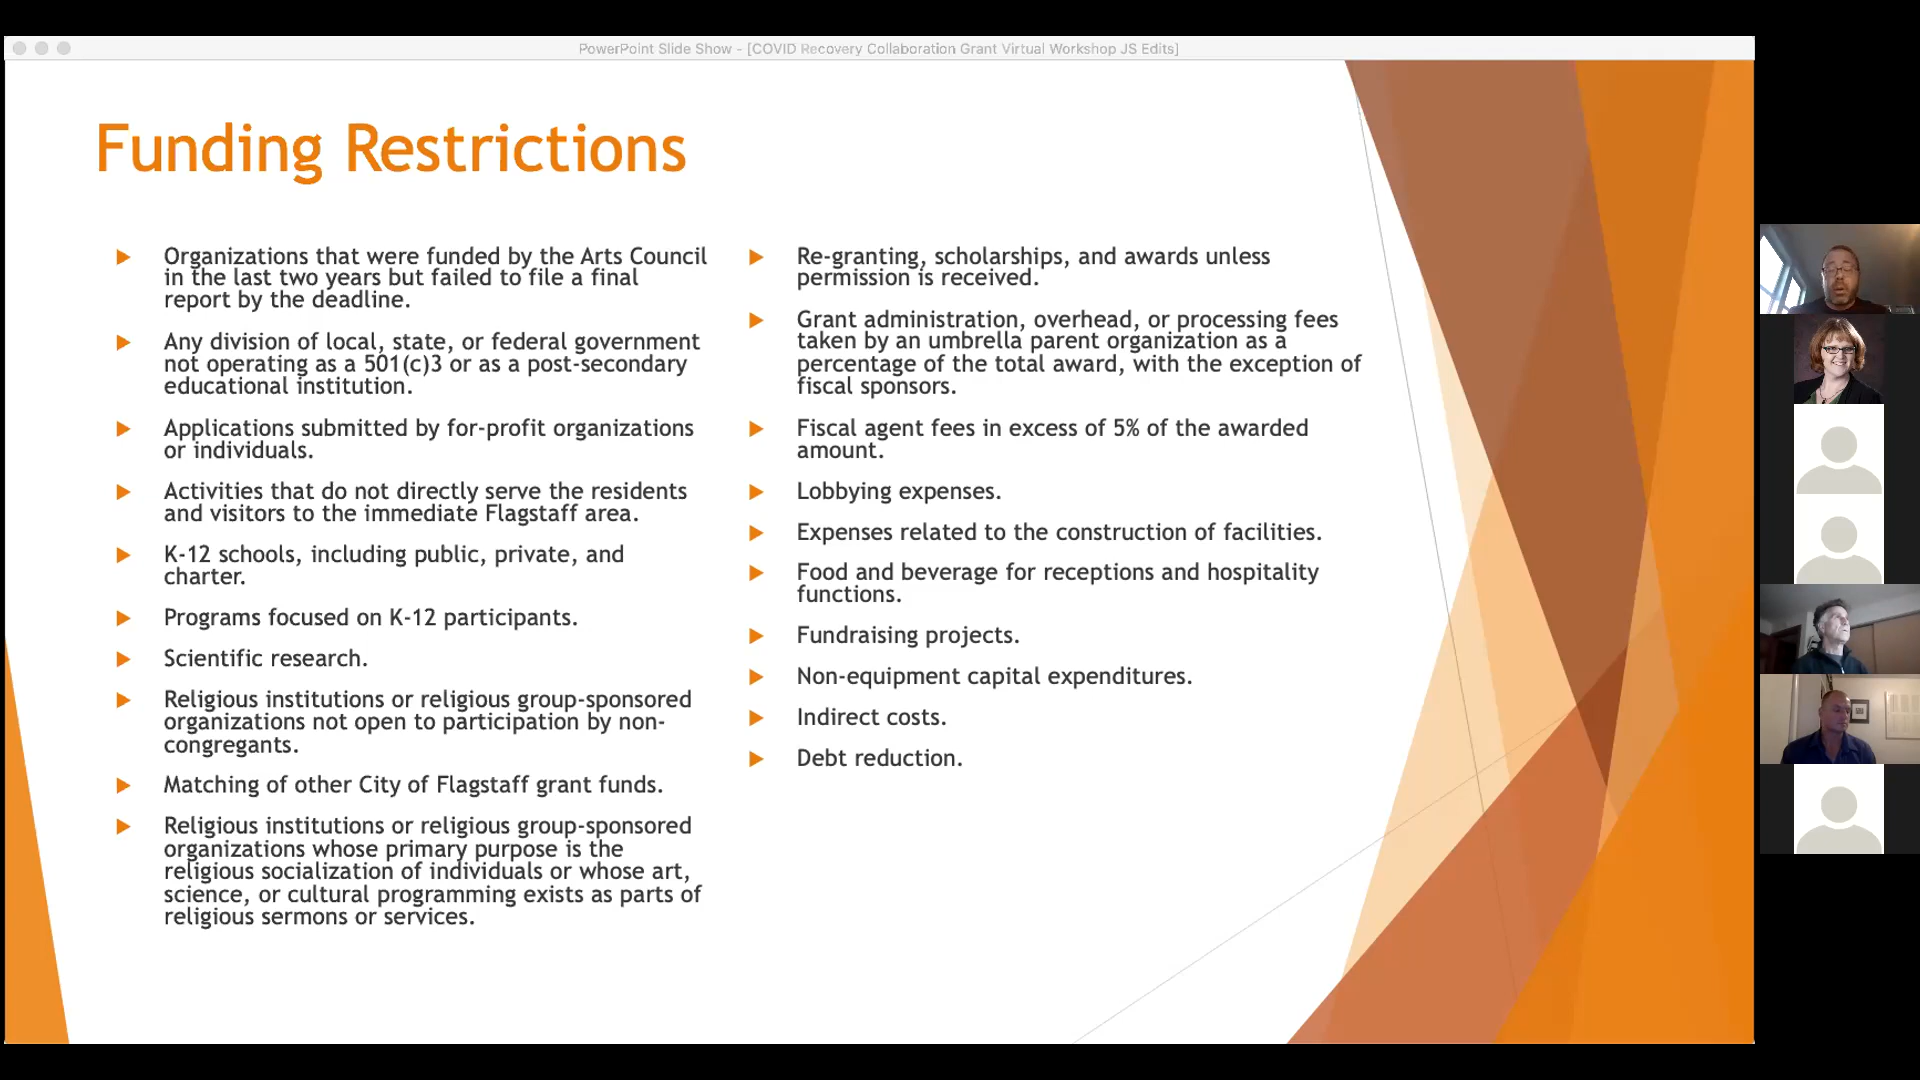 PowerPoint Slide Show - [COVID Recovery Collaboration Grant Virtual Workshop JS Edits]
Funding Restrictions
Organizations that were funded by the Arts Council
in the last two years but failed to file a final
report by the deadline.
Any division of local, state, or federal government
not operating as a 501(c)3 or as a post-secondary
educational institution.
Applications submitted by for-profit organizations
or individuals.
Activities that do not directly serve the residents
and visitors to the immediate Flagstaff area.
K-12 schools, including public, private, and
charter.
Programs focused on K-12 participants.
Scientific research.
Religious institutions or religious group-sponsored
organizations not open to participation by non-
congregants.
Matching of other City of Flagstaff grant funds.
Religious institutions or religious group-sponsored
organizations whose primary purpose is the
religious socialization of individuals or whose art,
science, or cultural programming exists as parts of
religious sermons or services.
Re-granting, scholarships, and awards unless
permission is received.
Grant administration, overhead, or processing fees
taken by an umbrella parent organization as a
percentage of the total award, with the exception of
fiscal sponsors.
Fiscal agent fees in excess of 5% of the awarded
amount.
Lobbying expenses.
Expenses related to the construction of facilities.
Food and beverage for receptions and hospitality
functions.
Fundraising projects.
Non-equipment capital expenditures.
Indirect costs.
Debt reduction.